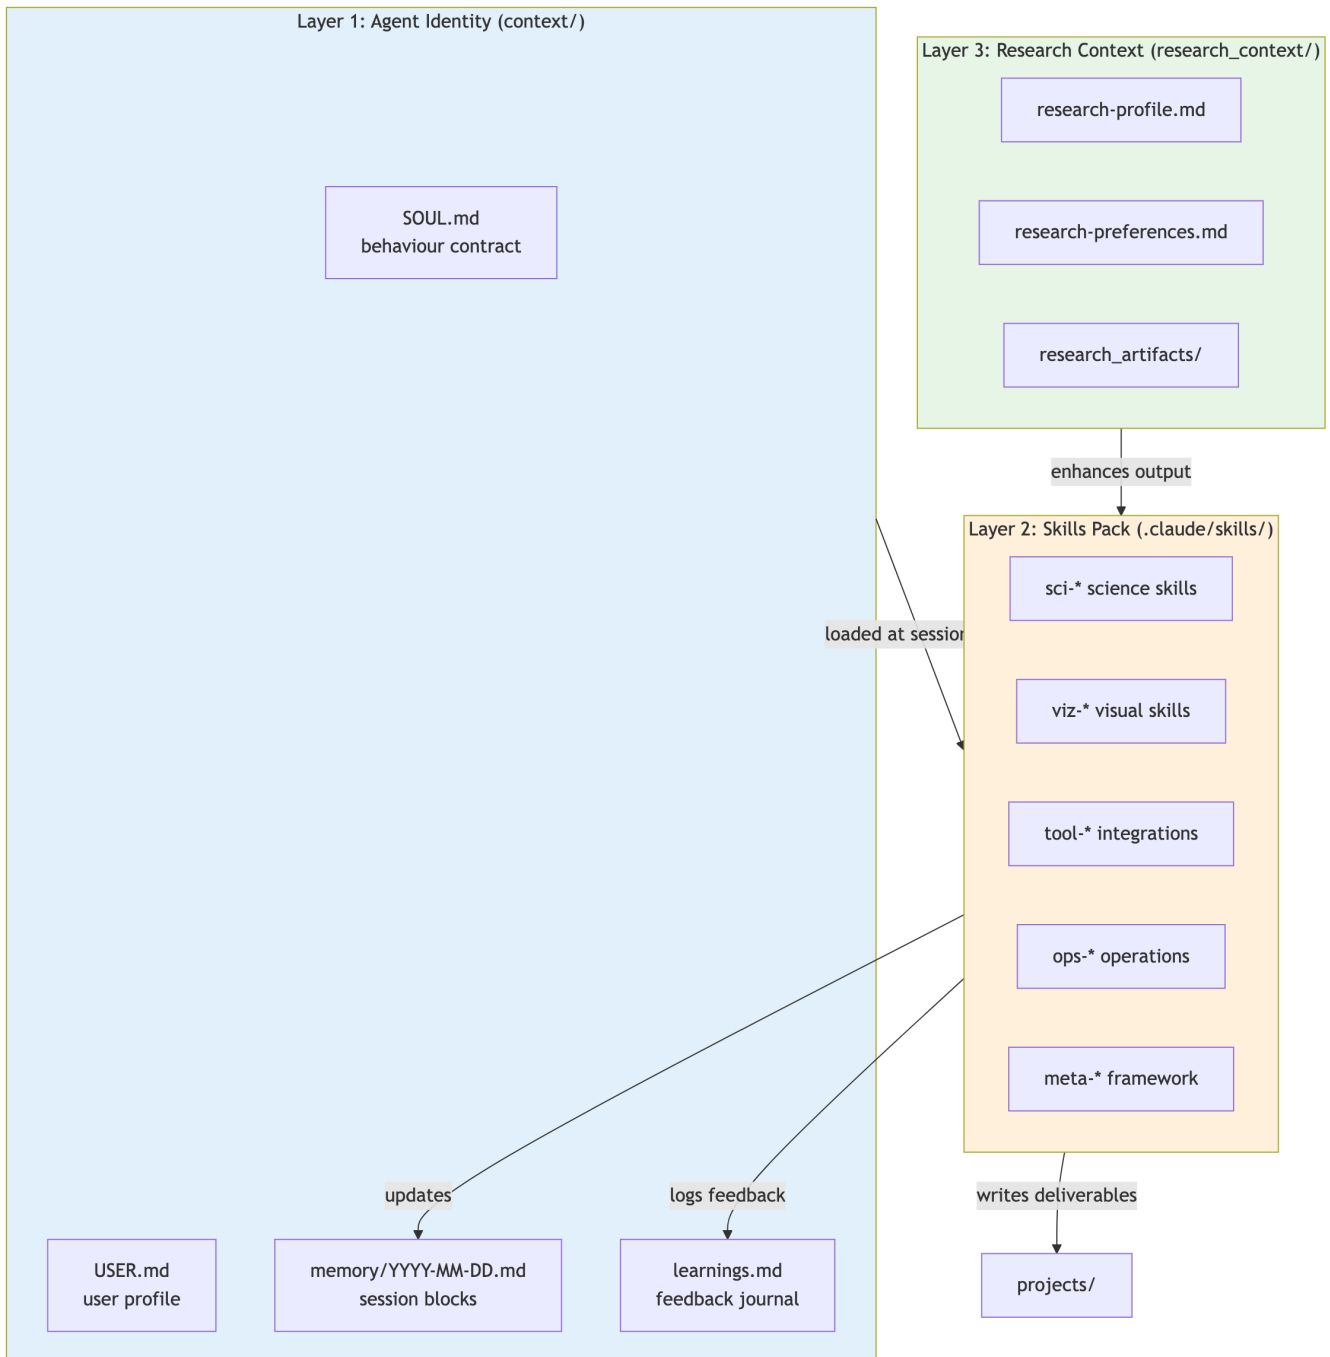 Layer 1: Agent Identity (context/)
SOUL.md
behaviour contract
USER.md
user profile
memory/YYYY-MM-DD.md
session blocks
learnings.md
feedback journal
Layer 3: Research Context (research_context/)
research-profile.md
research-preferences.md
research_artifacts/
enhances output
Layer 2: Skills Pack (.claude/skills/)
sci-* science skills
viz-* visual skills
tool-* integrations
ops-* operations
meta-* framework
loaded at session
updates
logs feedback
writes deliverables
projects/